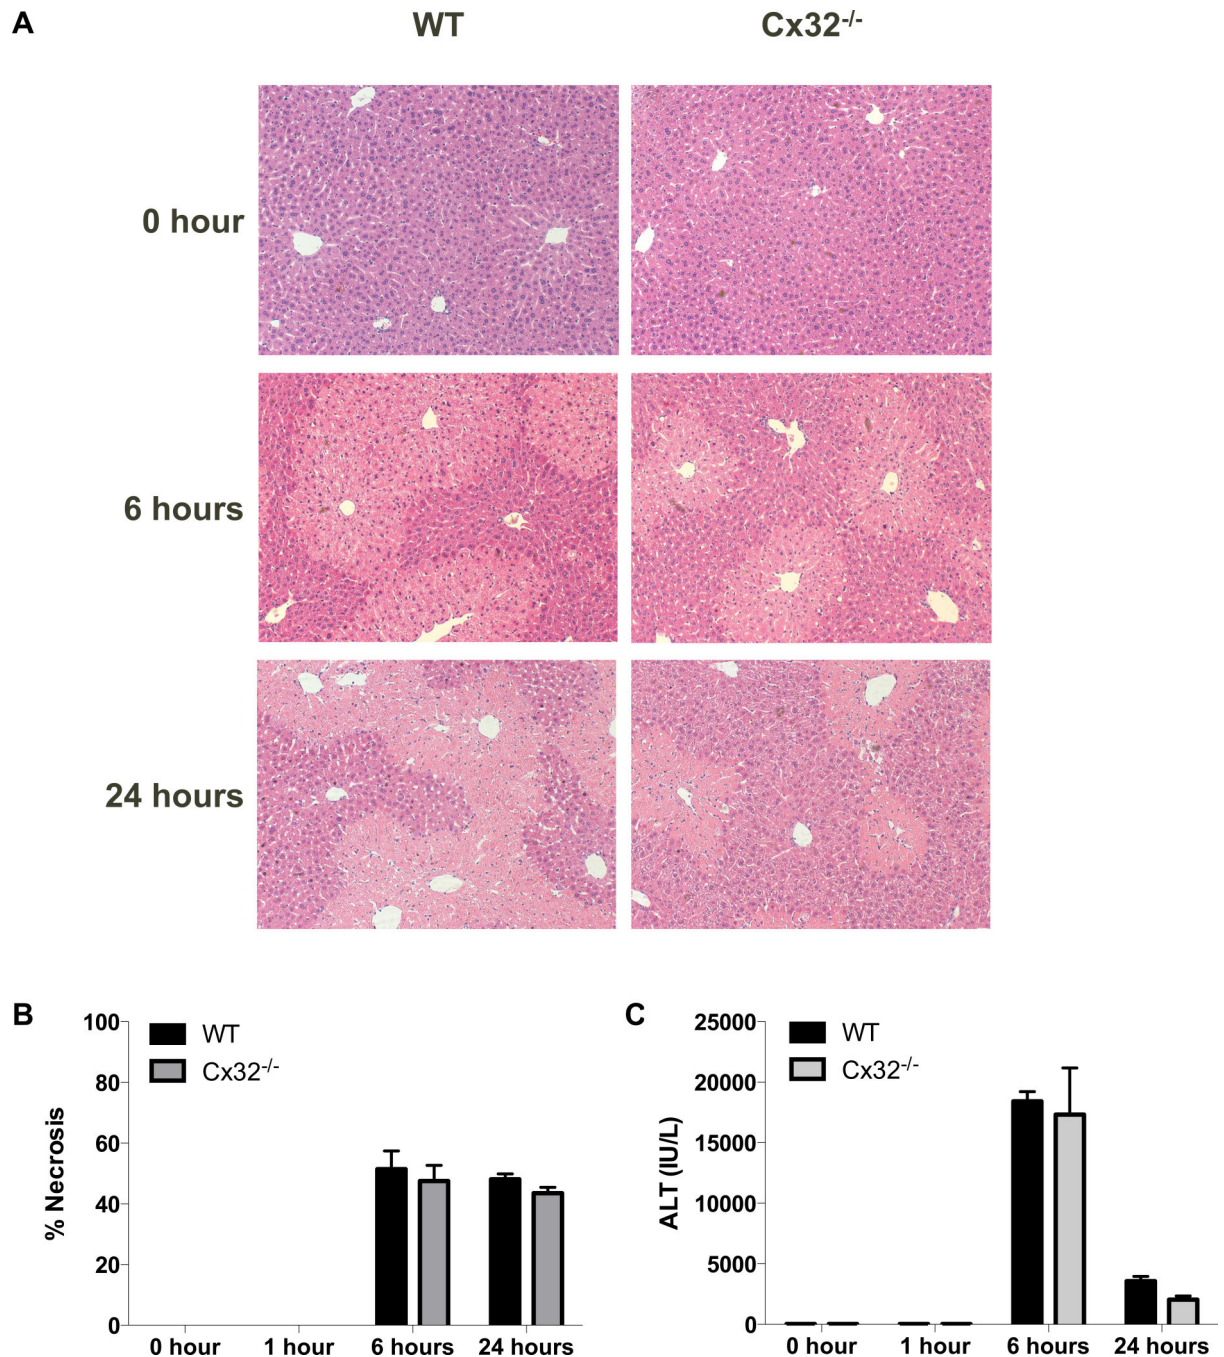 A
WT
Cx32-/-
0 hour
6 hours
24 hours
B
% Necrosis
100
80
60
40
20
0
WT
Cx32-/-
0 hour
1 hour
6 hours
24 hours
C
ALT (IU/L)
25000
20000
15000
10000
5000
0
WT
Cx32-/-
0 hour
1 hour
6 hours
24 hours